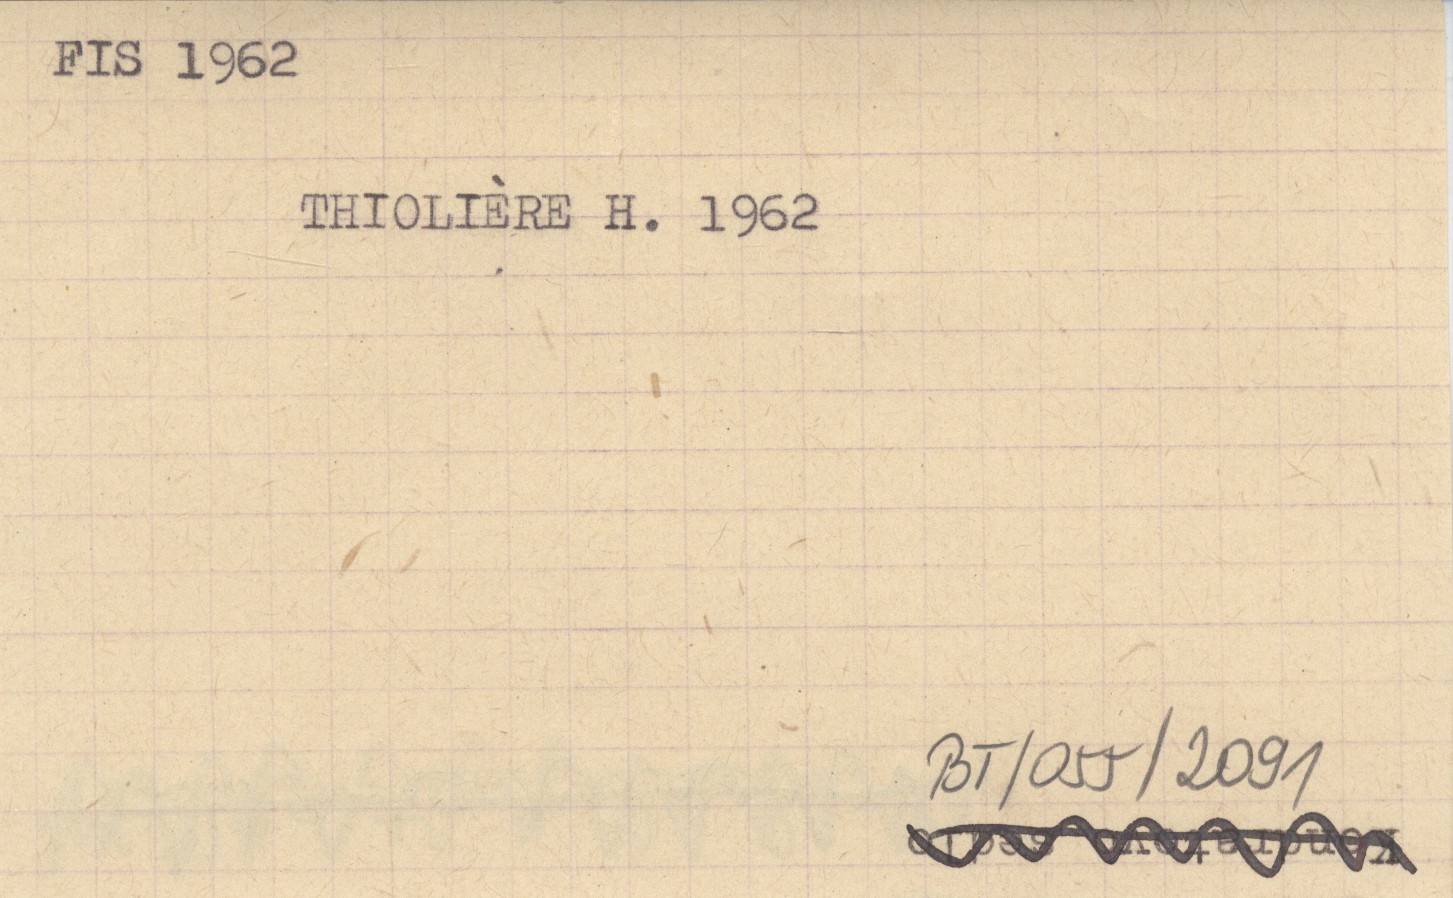 FIS 1962
THIOLIÈRE H. 1962
BT/055/2091